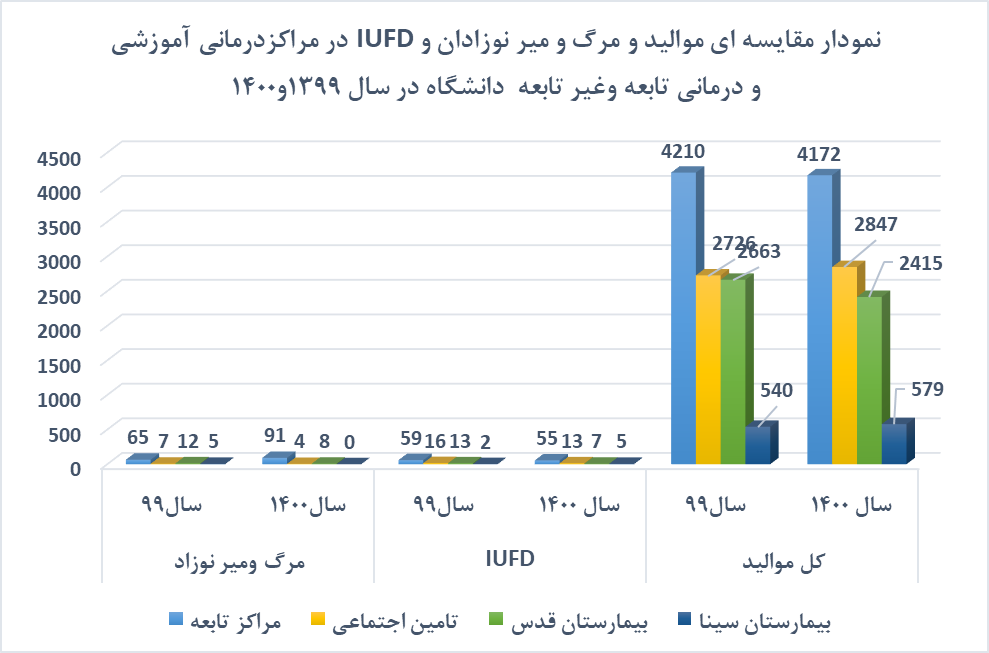 نمودار مقایسه ای موالید و مرگ و میر نوزادان و IUFD در مراکزدرمانی آموزشی
و درمانی تابعه وغیر تابعه دانشگاه در سال ۱۳۹۹و۱۴۰۰
4500
4000
3500
3000
2500
2000
1500
1000
500
0
65 7 12 5
91 4 8 0
59 16 13 2
55 13 7 5
4210 2726 2663 540
4172 2847 2415 579
سال۹۹ سال۱۴۰۰ سال۹۹ سال ۱۴۰۰ سال۹۹ سال ۱۴۰۰
مرگ ومیر نوزاد IUFD کل موالید
مراکز تابعه تامین اجتماعی بیمارستان قدس بیمارستان سینا